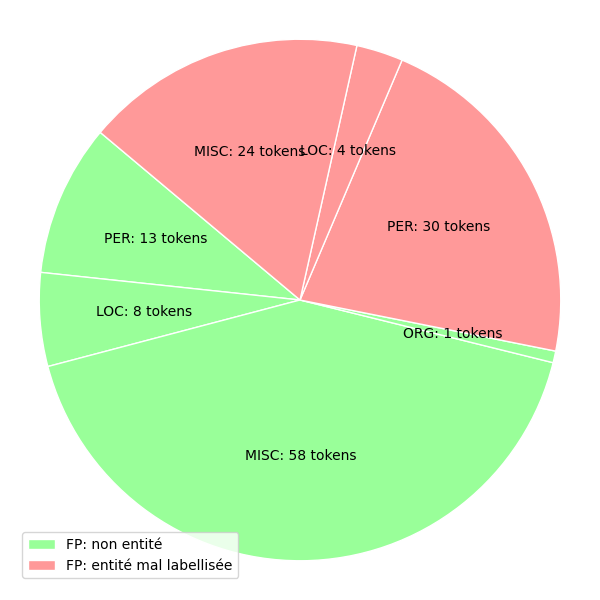 MISC: 24 tokens
LOC: 4 tokens
PER: 30 tokens
PER: 13 tokens
LOC: 8 tokens
ORG: 1 tokens
MISC: 58 tokens
FP: non entité
FP: entité mal labellisée